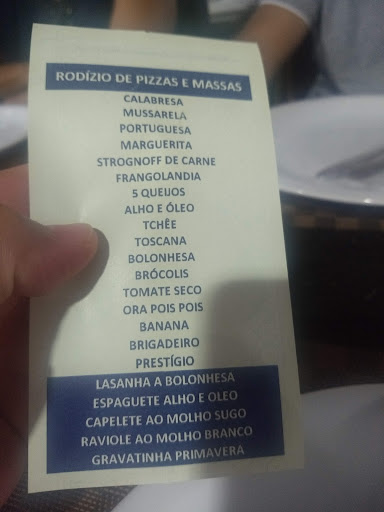 RODÍZIO DE PIZZAS E MASSAS
CALABRESA
MUSSARELA
PORTUGUESA
MARGUERITA
STROGNOFF DE CARNE
FRANGOLANDIA
5 QUEIJOS
ALHO E ÓLEO
TCHÊE
TOSCANA
BOLONHESA
BRÓCOLIS
TOMATE SECO
ORA POIS POIS
BANANA
BRIGADEIRO
PRESTÍGIO
LASANHA A BOLONHESA
ESPAGUETE ALHO E OLEO
CAPELETE AO MOLHO SUGO
RAVIOLE AO MOLHO BRANCO
GRAVATINHA PRIMAVERA